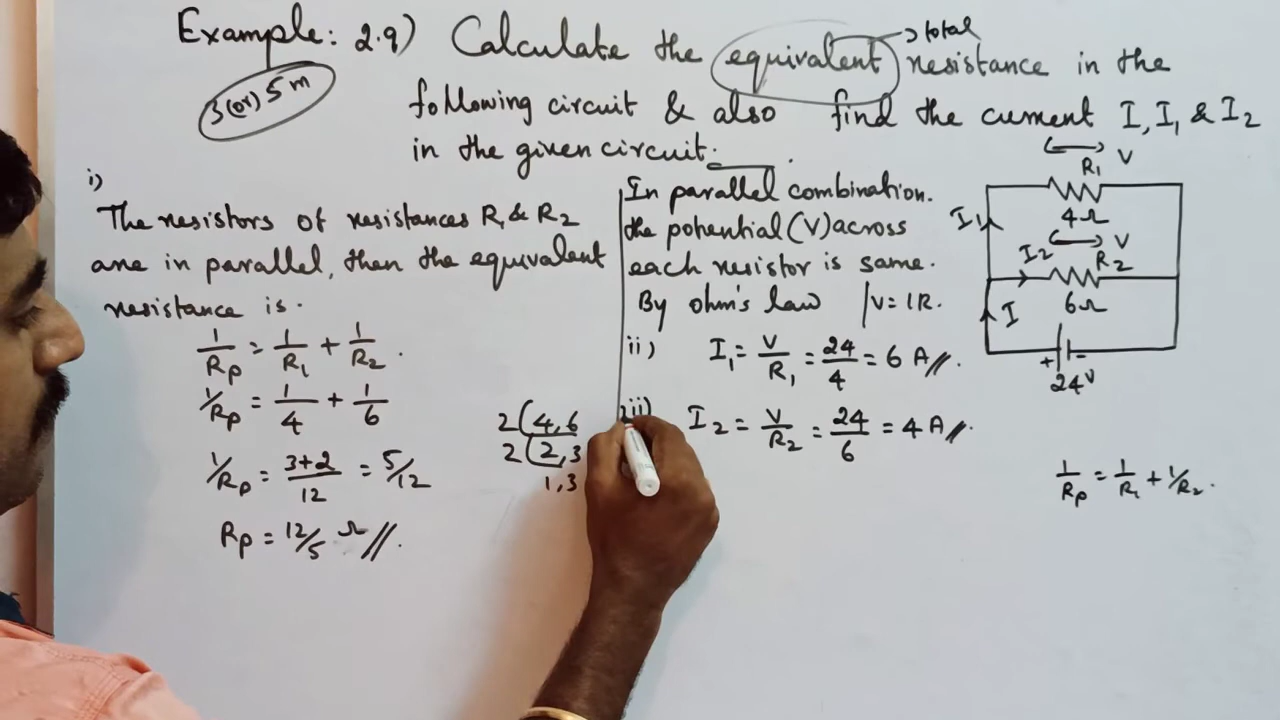 Example: 2.9) Calculate the equivalent resistance in the
→ total
3 (or) 5 m
following circuit & also find the current I, I₁ & I₂
in the given circuit.
i)
The resistors of resistances R₁ & R₂
are in parallel, then the equivalent
resistance is.
1/Rp = 1/R₁ + 1/R₂ .
1/Rp = 1/4 + 1/6
1/Rp = 3+2/12 = 5/12
Rp = 12/5 Ω //.
2 ( 4, 6
2 ( 2, 3
1, 3
In parallel combination.
the potential (V) across
each resistor is same.
By ohm's law | V = IR.
ii) I₁ = V/R₁ = 24/4 = 6 A //.
I₂ = V/R₂ = 24/6 = 4 A //.
R₁ V
I₁ 4Ω
I₂ R₂ V
I 6Ω
+ -
24V
1/Rp = 1/R₁ + 1/R₂ .